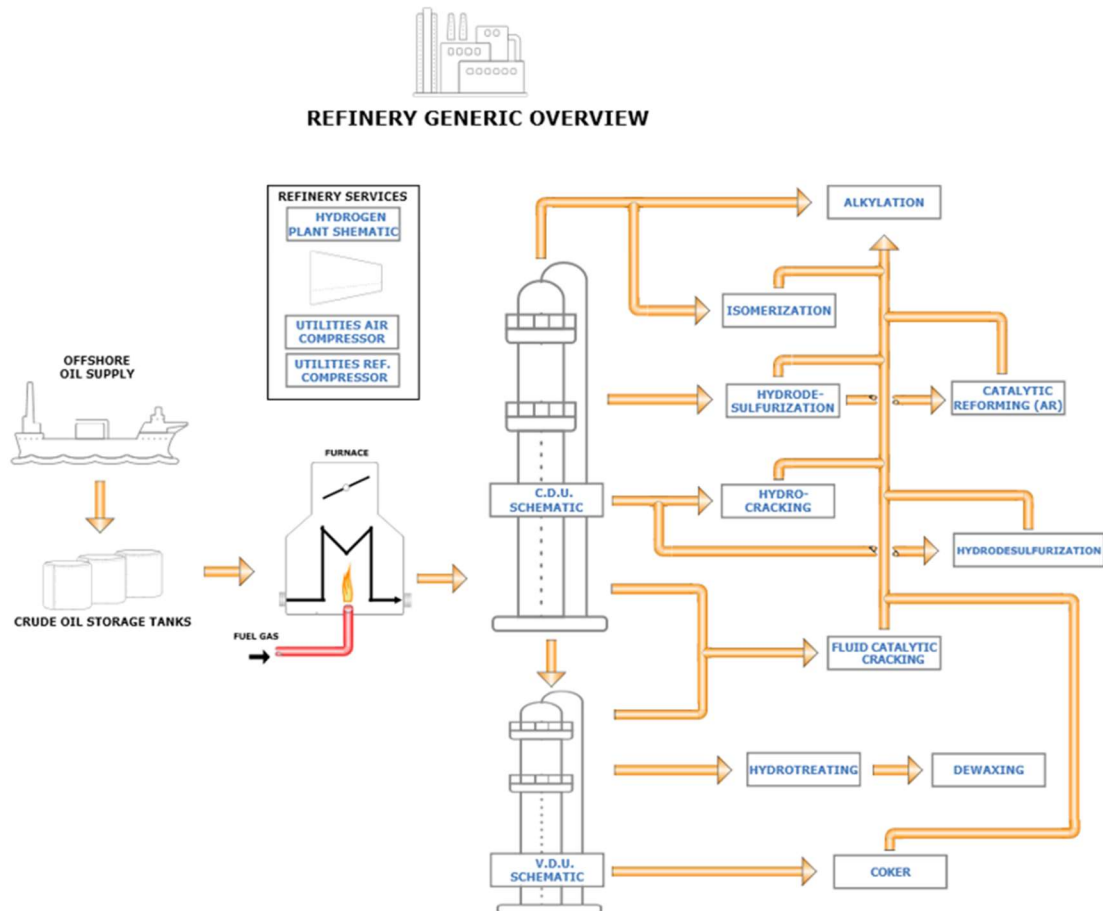 REFINERY GENERIC OVERVIEW
REFINERY SERVICES
HYDROGEN
PLANT SHEMATIC
UTILITIES AIR
COMPRESSOR
UTILITIES REF.
COMPRESSOR
OFFSHORE
OIL SUPPLY
CRUDE OIL STORAGE TANKS
FURNACE
FUEL GAS
C.D.U.
SCHEMATIC
V.D.U.
SCHEMATIC
ALKYLATION
ISOMERIZATION
HYDRODE-
SULFURIZATION
CATALYTIC
REFORMING (AR)
HYDRO-
CRACKING
HYDRODESULFURIZATION
FLUID CATALYTIC
CRACKING
HYDROTREATING
DEWAXING
COKER